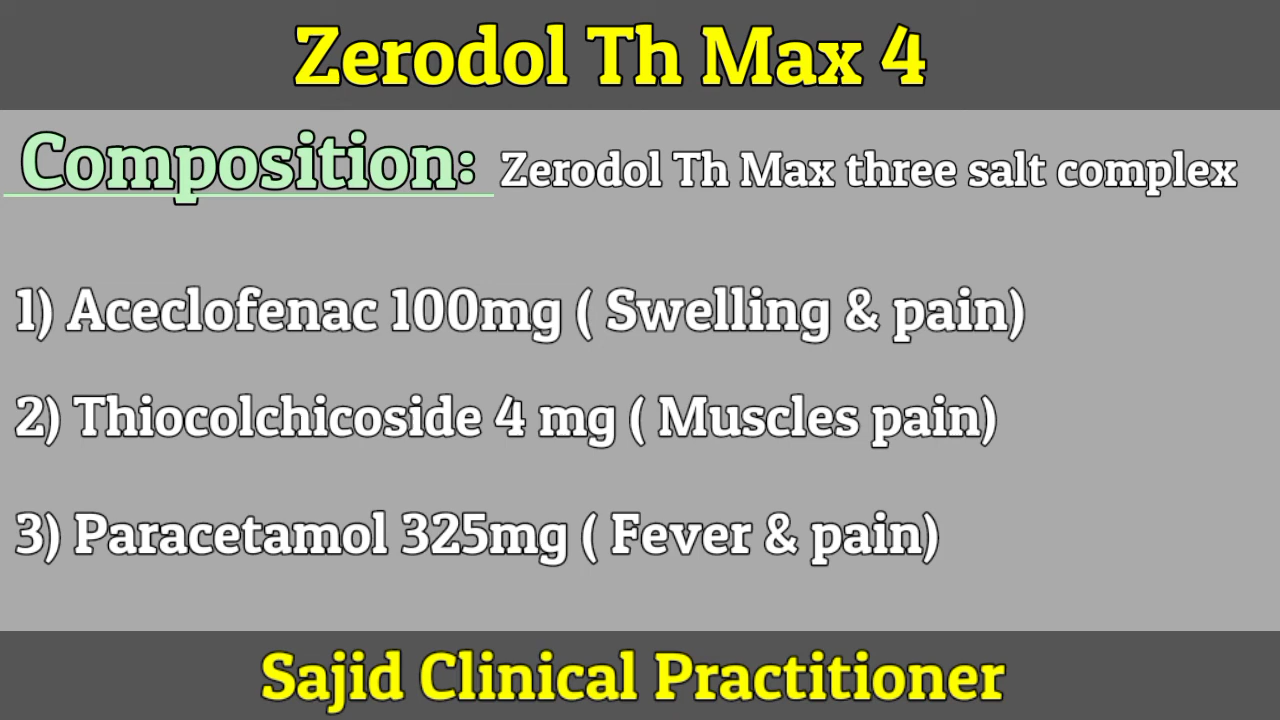 Zerodol Th Max 4
Composition: Zerodol Th Max three salt complex
1) Aceclofenac 100mg ( Swelling & pain)
2) Thiocolchicoside 4 mg ( Muscles pain)
3) Paracetamol 325mg ( Fever & pain)
Sajid Clinical Practitioner